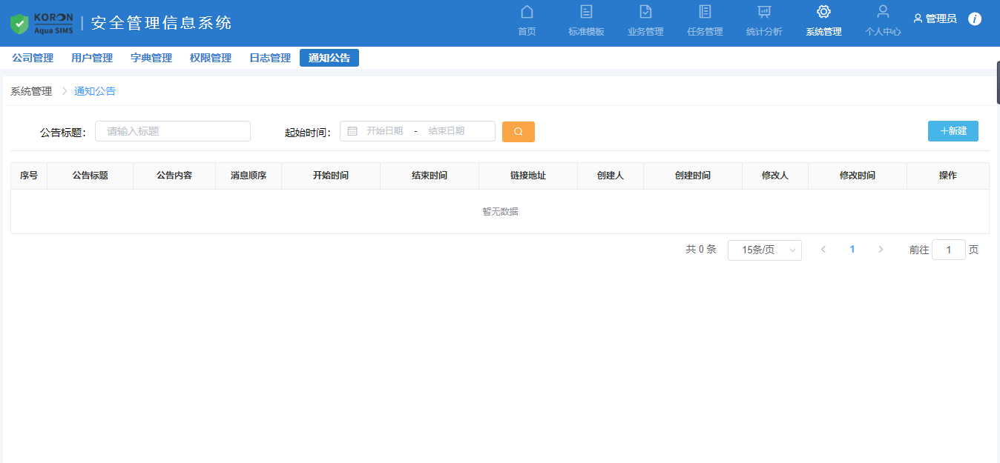 KORON
Aqua SIMS
安全管理信息系统
首页 标准模板 业务管理 任务管理 统计分析 系统管理 个人中心 管理员 i
公司管理 用户管理 字典管理 权限管理 日志管理 通知公告
系统管理 > 通知公告
公告标题: 请输入标题 起始时间: 开始日期 - 结束日期 +新建
序号 公告标题 公告内容 消息顺序 开始时间 结束时间 链接地址 创建人 创建时间 修改人 修改时间 操作
暂无数据
共 0 条 15条/页 < 1 > 前往 1 页